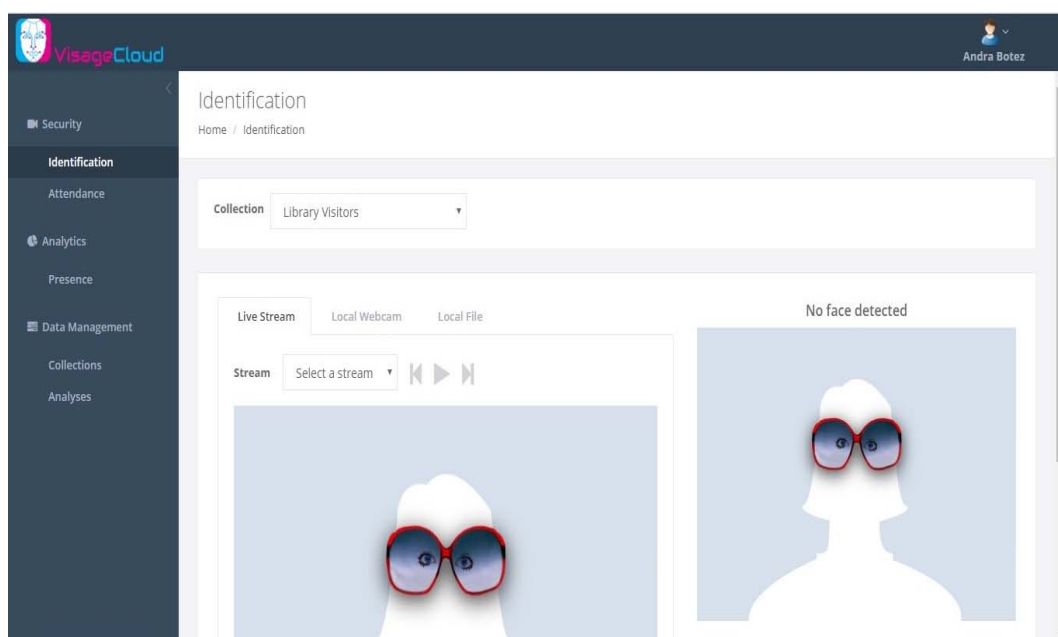 VisageCloud
Andra Botez
Security
Identification
Attendance
Analytics
Presence
Data Management
Collections
Analyses
Identification
Home / Identification
Collection Library Visitors
Live Stream Local Webcam Local File
Stream Select a stream
No face detected